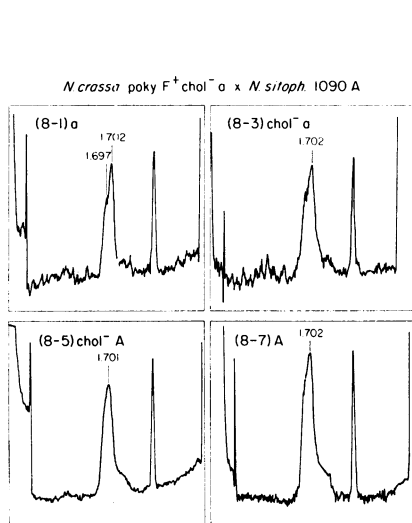 N. crassa poky F+ chol− a x N. sitoph. 1090 A
(8-1) a
1.702
1.697
(8-3) chol− a
1.702
(8-5) chol− A
1.701
(8-7) A
1.702